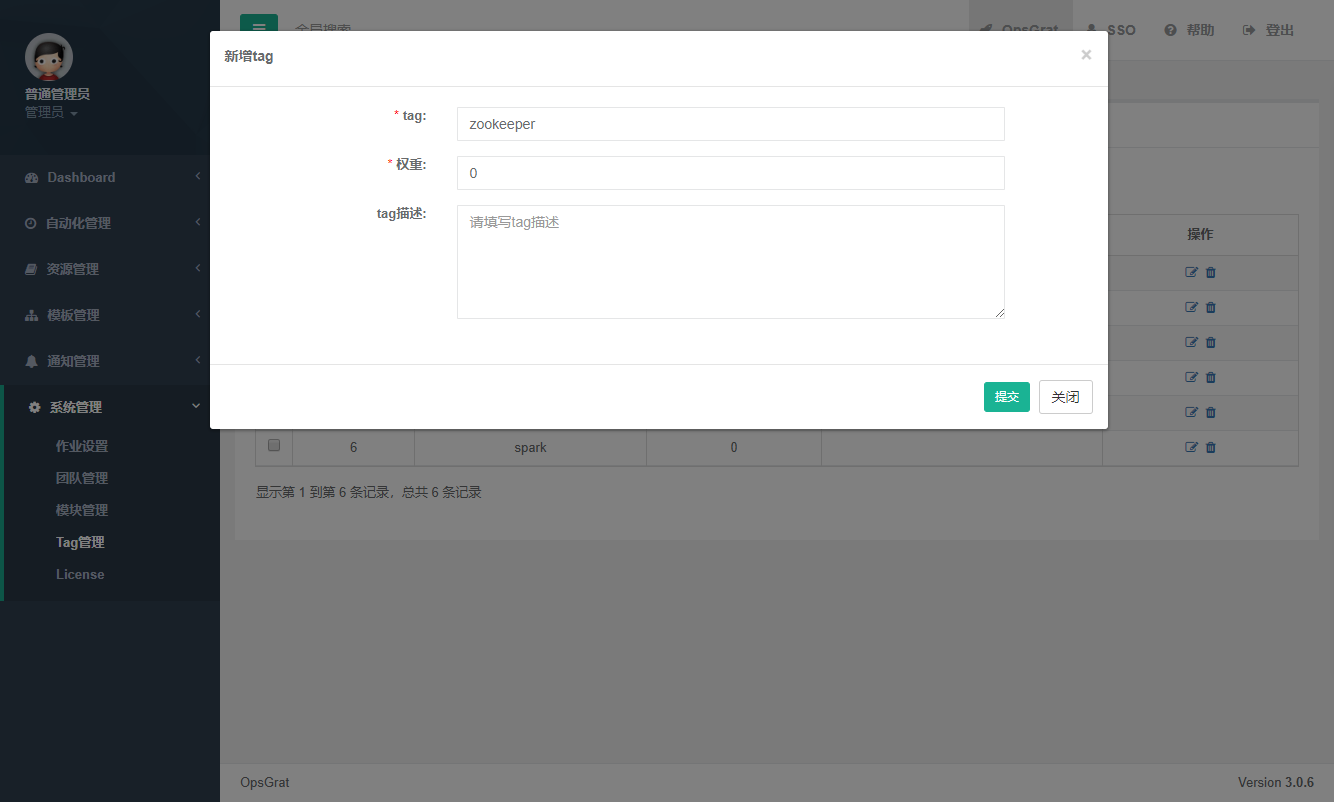 全局搜索
OpsGrat
SSO
帮助
登出
普通管理员
管理员
Dashboard
自动化管理
资源管理
模板管理
通知管理
系统管理
作业设置
团队管理
模块管理
Tag管理
License
新增tag
×
* tag:
zookeeper
* 权重:
0
tag描述:
请填写tag描述
提交
关闭
操作
6 spark 0
显示第 1 到第 6 条记录，总共 6 条记录
OpsGrat
Version 3.0.6